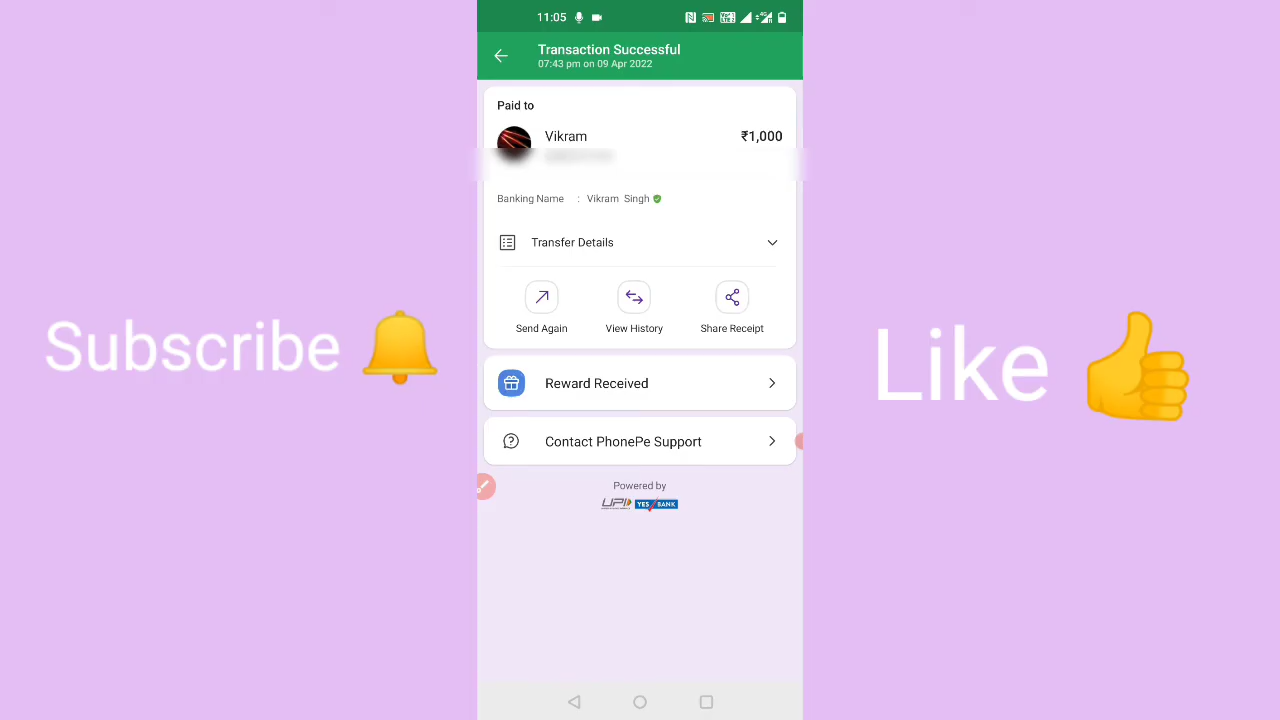 11:05
Transaction Successful
07:43 pm on 09 Apr 2022
Paid to
Vikram ₹1,000
Banking Name : Vikram Singh
Transfer Details
Send Again View History Share Receipt
Reward Received
Contact PhonePe Support
Powered by
UPI YES BANK
Subscribe
Like